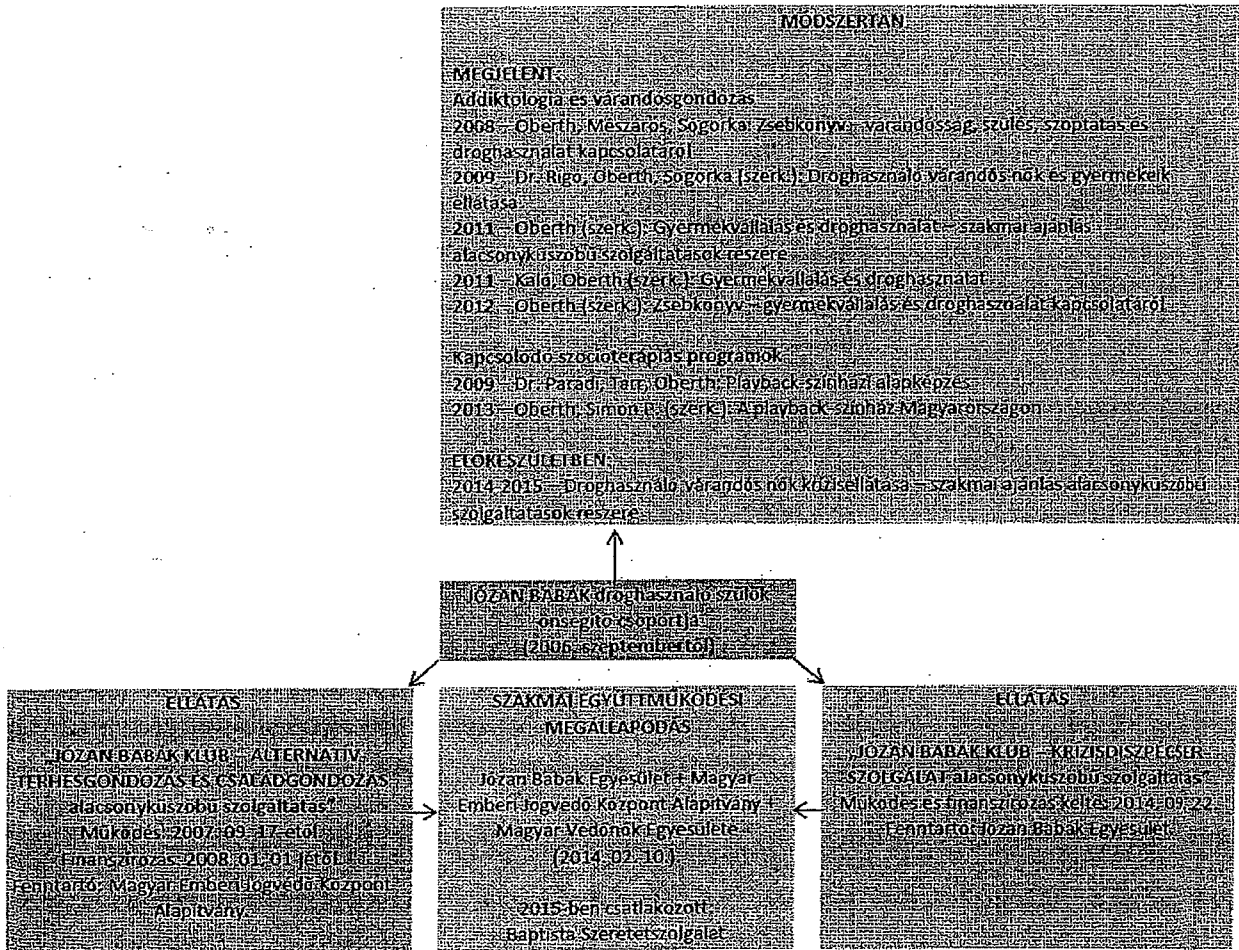 MÓDSZERTAN
MEGJELENT:
Addiktológia és várandósgondozás
2008 – Oberth, Mészáros, Sogorka: Zsebkönyv – várandósság, szülés, szoptatás és
droghasználat kapcsolatáról
2009 – Dr. Rigó, Oberth, Sogorka (szerk.): Droghasználó várandós nők és gyermekeik
ellátása
2011 – Oberth (szerk.): Gyermekvállalás és droghasználat – szakmai ajánlás
alacsonyküszöbű szolgáltatások részére
2011 – Kaló, Oberth (szerk.): Gyermekvállalás és droghasználat
2012 – Oberth (szerk.): Zsebkönyv – gyermekvállalás és droghasználat kapcsolatáról
Kapcsolódó szocioterápiás programok
2009 – Dr. Paradi, Tarr, Oberth: Playback-színházi alapképzés
2013 – Oberth, Simon P. (szerk.): A playback-színház Magyarországon
ELŐKÉSZÜLETBEN:
2014-2015 – Droghasználó várandós nők krízisellátása – szakmai ajánlás alacsonyküszöbű
szolgáltatások részére
JÓZAN BABÁK droghasználó szülők
önsegítő csoportja
(2006. szeptembertől)
ELLÁTÁS
„JÓZAN BABÁK KLUB – ALTERNATÍV
TERHESGONDOZÁS ÉS CSALÁDGONDOZÁS
alacsonyküszöbű szolgáltatás"
Működés: 2007. 09. 17-étől
Finanszírozás: 2008. 01. 01-jétől
Fenntartó: Magyar Emberi Jogvédő Központ
Alapítvány
SZAKMAI EGYÜTTMŰKÖDÉSI
MEGÁLLAPODÁS
Józan Babák Egyesület + Magyar
Emberi Jogvédő Központ Alapítvány +
Magyar Védőnők Egyesülete
(2014. 02. 10.)
2015-ben csatlakozott:
Baptista Szeretetszolgálat
ELLÁTÁS
„JÓZAN BABÁK KLUB – KRÍZISDISZPÉCSER
SZOLGÁLAT alacsonyküszöbű szolgáltatás"
Működés és finanszírozás kelte: 2014. 09. 22.
Fenntartó: Józan Babák Egyesület